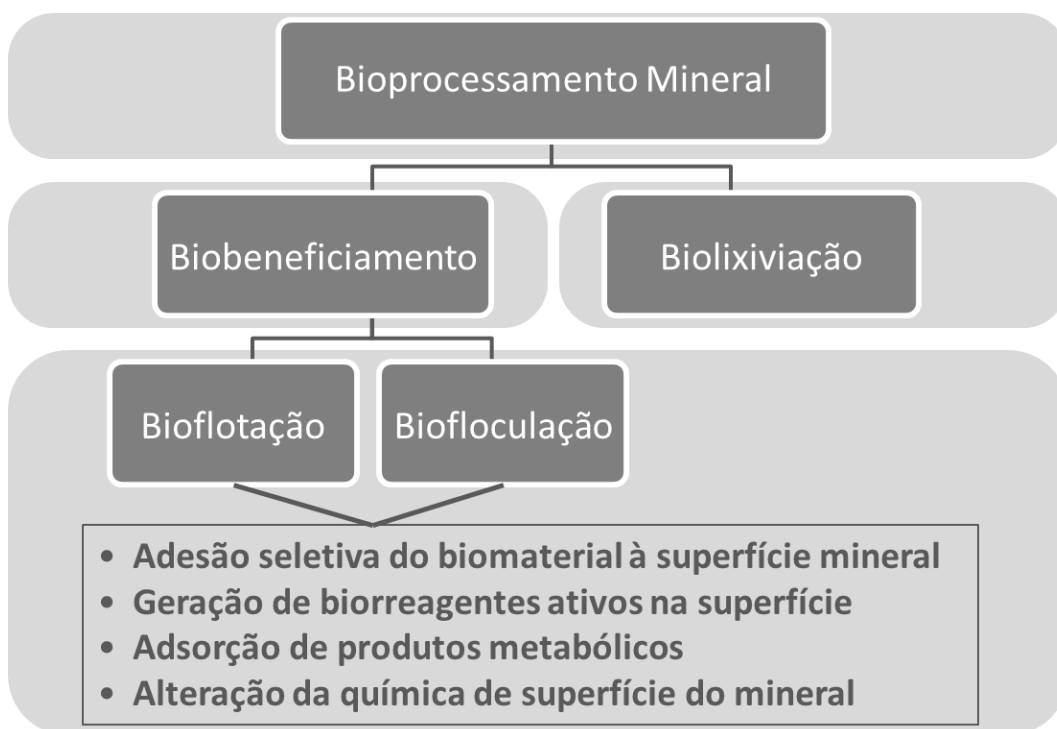 Bioprocessamento Mineral
Biobeneficiamento
Biolixiviação
Bioflotação
Biofloculação
• Adesão seletiva do biomaterial à superfície mineral
• Geração de biorreagentes ativos na superfície
• Adsorção de produtos metabólicos
• Alteração da química de superfície do mineral